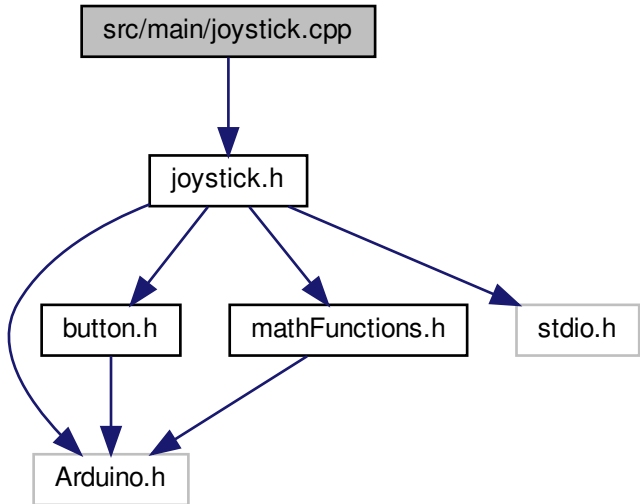 src/main/joystick.cpp
joystick.h
button.h
mathFunctions.h
stdio.h
Arduino.h